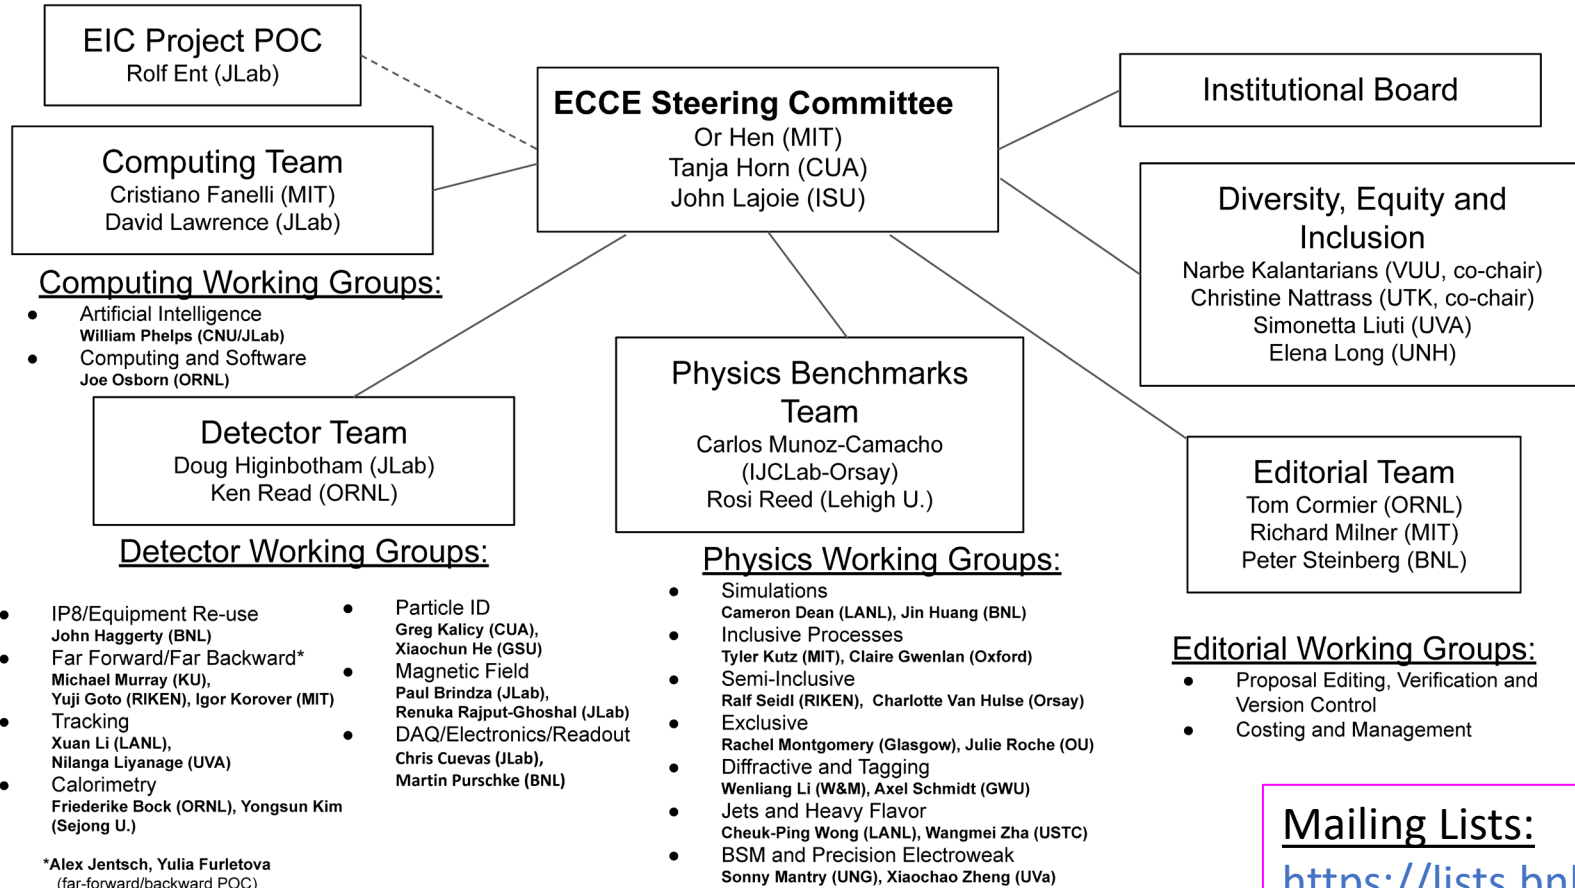 EIC Project POC
Rolf Ent (JLab)
Computing Team
Cristiano Fanelli (MIT)
David Lawrence (JLab)
ECCE Steering Committee
Or Hen (MIT)
Tanja Horn (CUA)
John Lajoie (ISU)
Institutional Board
Diversity, Equity and
Inclusion
Narbe Kalantarians (VUU, co-chair)
Christine Nattrass (UTK, co-chair)
Simonetta Liuti (UVA)
Elena Long (UNH)
Computing Working Groups:
● Artificial Intelligence
William Phelps (CNU/JLab)
● Computing and Software
Joe Osborn (ORNL)
Detector Team
Doug Higinbotham (JLab)
Ken Read (ORNL)
Physics Benchmarks
Team
Carlos Munoz-Camacho
(IJCLab-Orsay)
Rosi Reed (Lehigh U.)
Editorial Team
Tom Cormier (ORNL)
Richard Milner (MIT)
Peter Steinberg (BNL)
Detector Working Groups:
● IP8/Equipment Re-use
John Haggerty (BNL)
● Far Forward/Far Backward*
Michael Murray (KU),
Yuji Goto (RIKEN), Igor Korover (MIT)
● Tracking
Xuan Li (LANL),
Nilanga Liyanage (UVA)
● Calorimetry
Friederike Bock (ORNL), Yongsun Kim
(Sejong U.)
*Alex Jentsch, Yulia Furletova
(far-forward/backward POC)
● Particle ID
Greg Kalicy (CUA),
Xiaochun He (GSU)
● Magnetic Field
Paul Brindza (JLab),
Renuka Rajput-Ghoshal (JLab)
● DAQ/Electronics/Readout
Chris Cuevas (JLab),
Martin Purschke (BNL)
Physics Working Groups:
● Simulations
Cameron Dean (LANL), Jin Huang (BNL)
● Inclusive Processes
Tyler Kutz (MIT), Claire Gwenlan (Oxford)
● Semi-Inclusive
Ralf Seidl (RIKEN), Charlotte Van Hulse (Orsay)
● Exclusive
Rachel Montgomery (Glasgow), Julie Roche (OU)
● Diffractive and Tagging
Wenliang Li (W&M), Axel Schmidt (GWU)
● Jets and Heavy Flavor
Cheuk-Ping Wong (LANL), Wangmei Zha (USTC)
● BSM and Precision Electroweak
Sonny Mantry (UNG), Xiaochao Zheng (UVa)
Editorial Working Groups:
● Proposal Editing, Verification and
Version Control
● Costing and Management
Mailing Lists:
https://lists.bnl